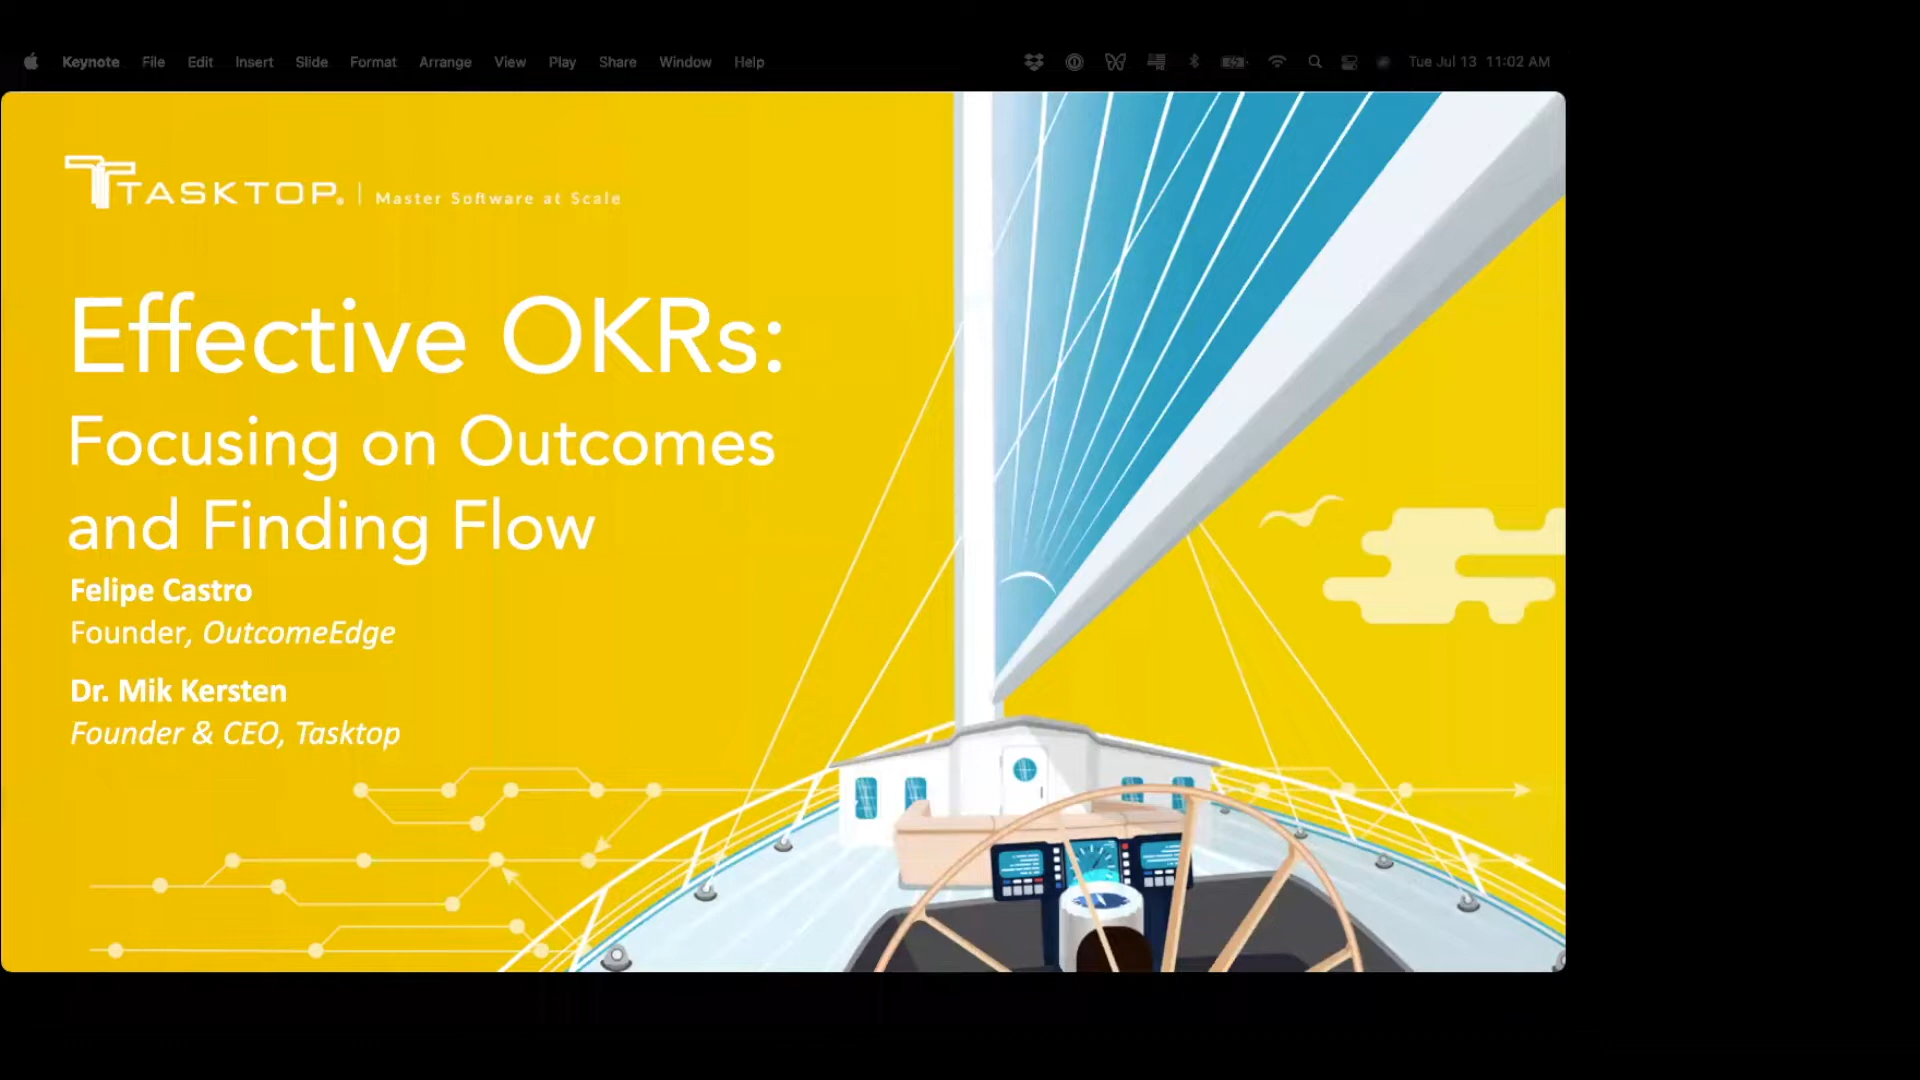 Keynote File Edit Insert Slide Format Arrange View Play Share Window Help Tue Jul 13 11:02 AM
TASKTOP® | Master Software at Scale
Effective OKRs:
Focusing on Outcomes
and Finding Flow
Felipe Castro
Founder, OutcomeEdge
Dr. Mik Kersten
Founder & CEO, Tasktop